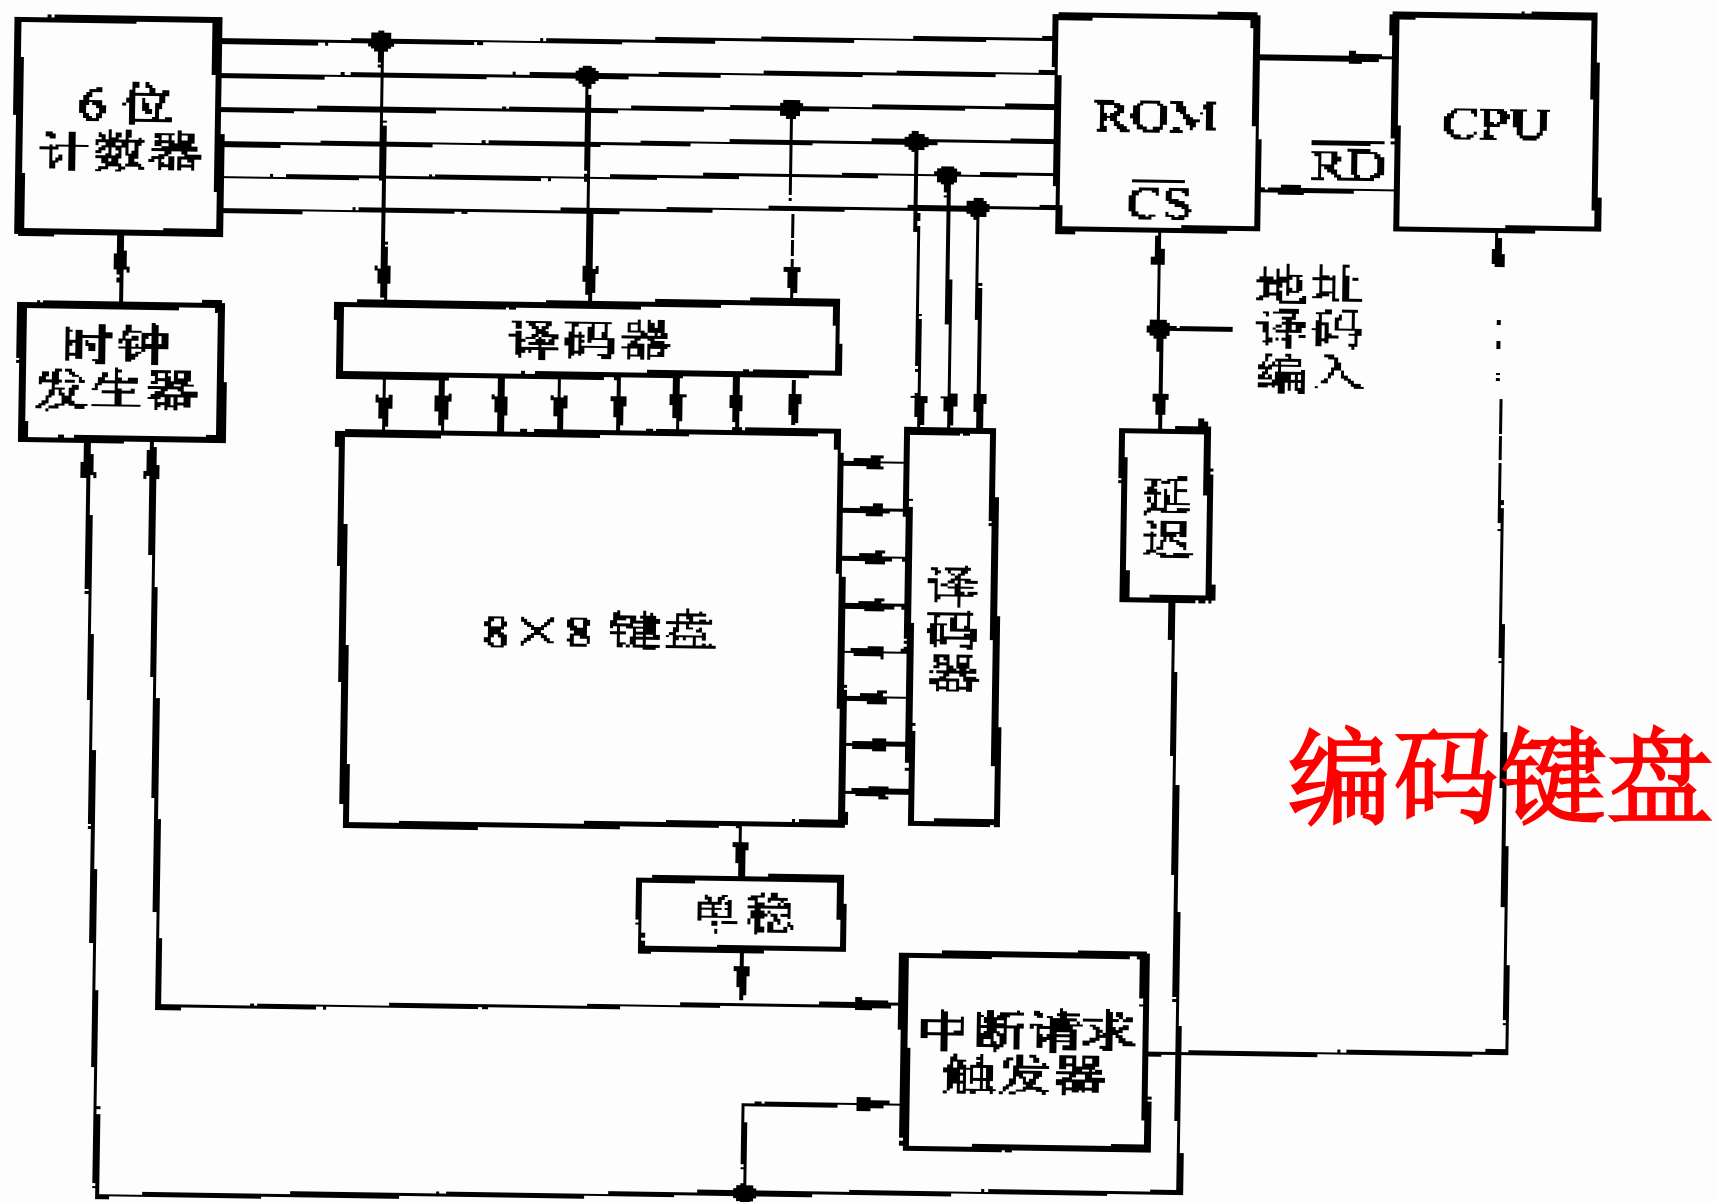 6 位
计数器
ROM
CS
RD
CPU
时钟
发生器
译码器
地址
译码
编入
8×8 键盘
译
码
器
延
迟
编码键盘
单稳
中断请求
触发器